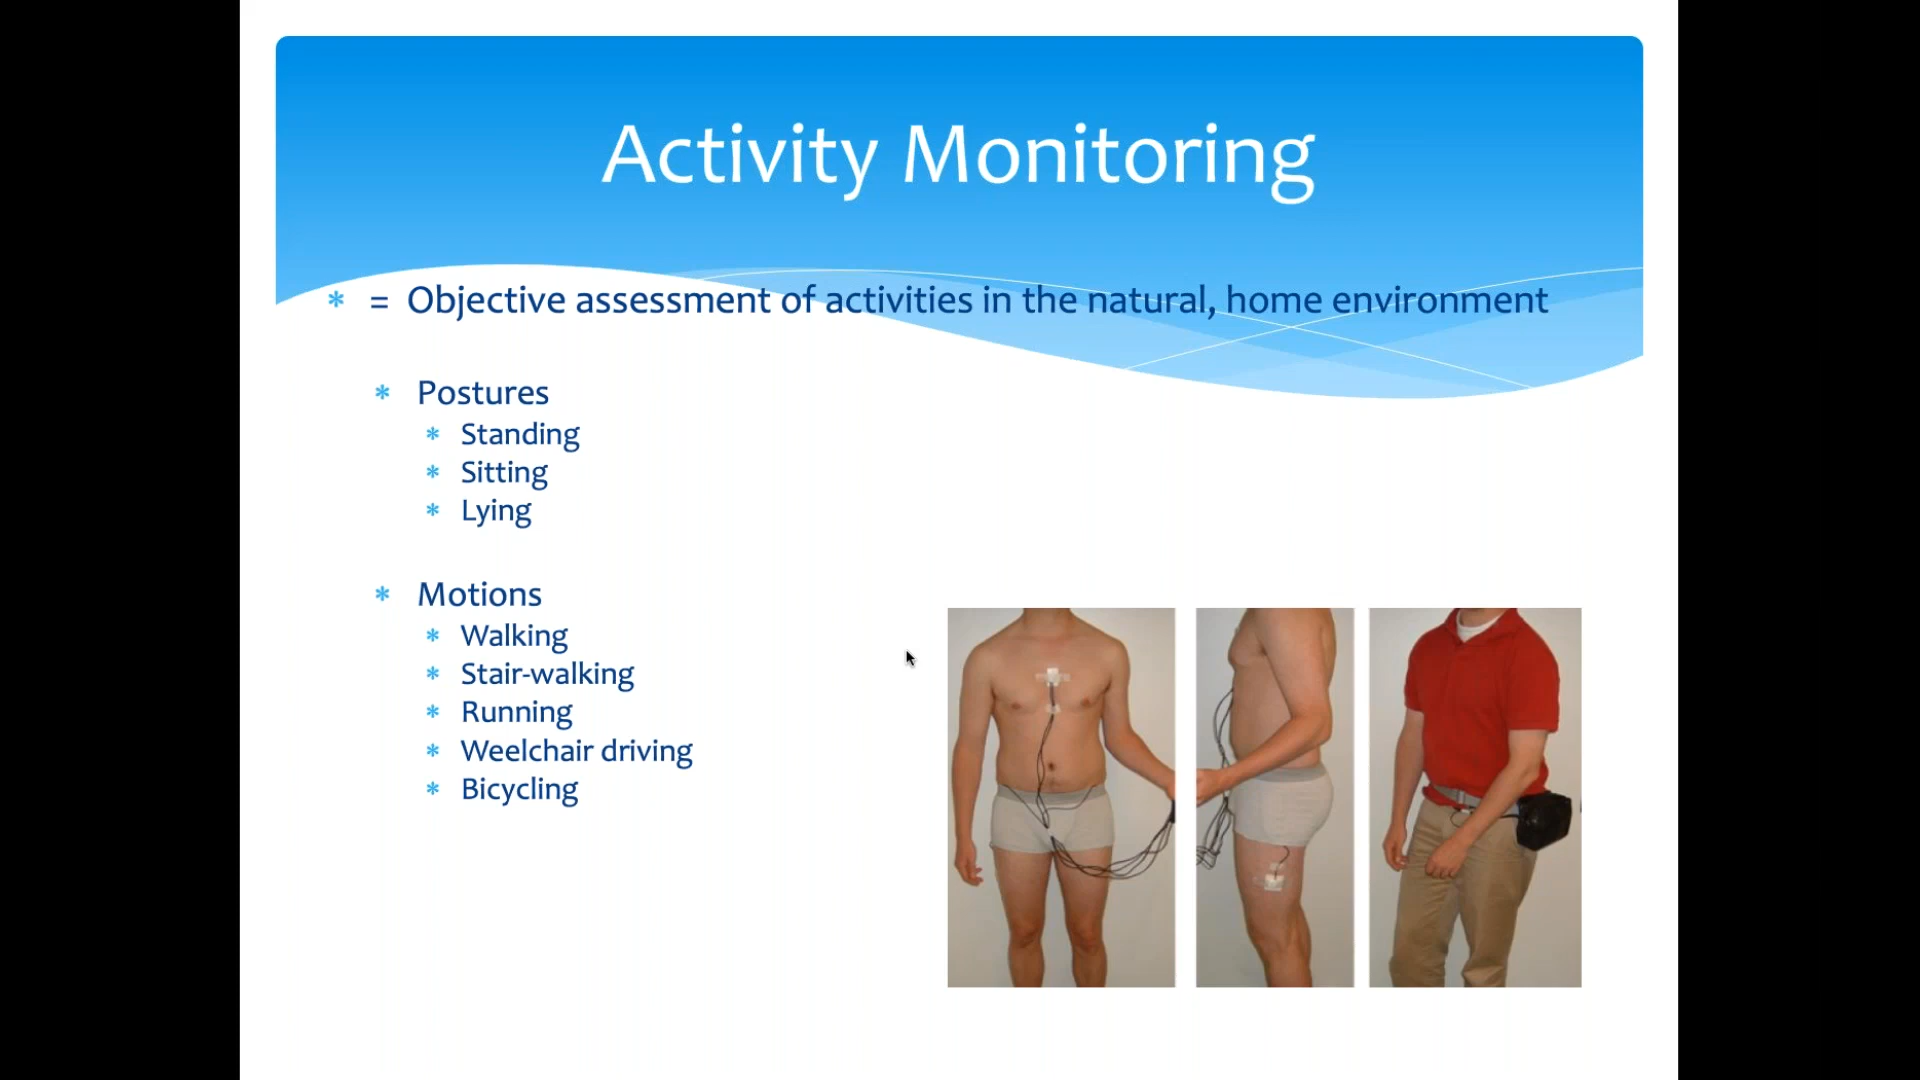 Activity Monitoring
* = Objective assessment of activities in the natural, home environment
* Postures
* Standing
* Sitting
* Lying
* Motions
* Walking
* Stair-walking
* Running
* Weelchair driving
* Bicycling